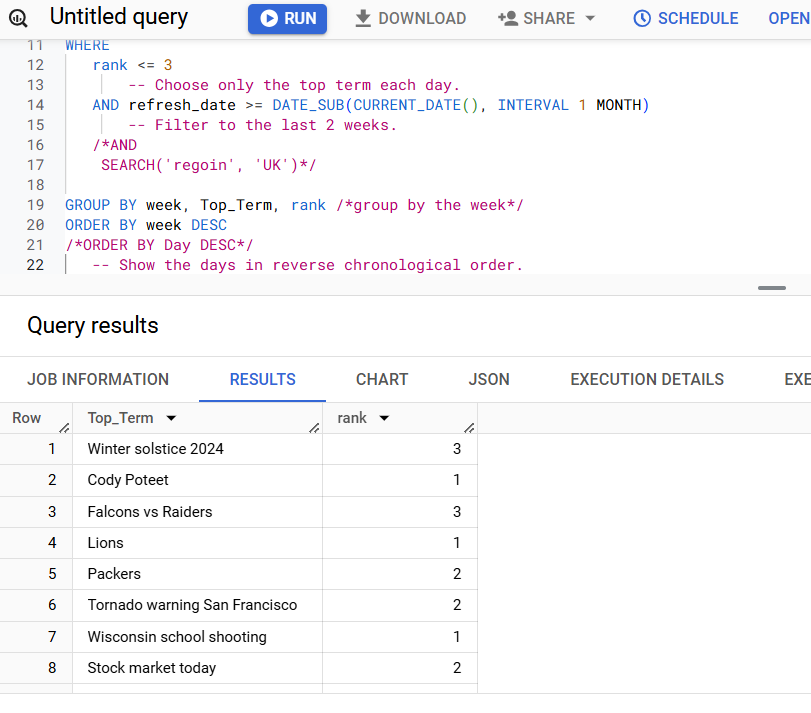 Untitled query
RUN
DOWNLOAD
SHARE
SCHEDULE
OPEN
11 WHERE
12 rank <= 3
13 -- Choose only the top term each day.
14 AND refresh_date >= DATE_SUB(CURRENT_DATE(), INTERVAL 1 MONTH)
15 -- Filter to the last 2 weeks.
16 /*AND
17 SEARCH('regoin', 'UK')*/
18
19 GROUP BY week, Top_Term, rank /*group by the week*/
20 ORDER BY week DESC
21 /*ORDER BY Day DESC*/
22 -- Show the days in reverse chronological order.
Query results
JOB INFORMATION RESULTS CHART JSON EXECUTION DETAILS EXE
Row Top_Term rank
1 Winter solstice 2024 3
2 Cody Poteet 1
3 Falcons vs Raiders 3
4 Lions 1
5 Packers 2
6 Tornado warning San Francisco 2
7 Wisconsin school shooting 1
8 Stock market today 2